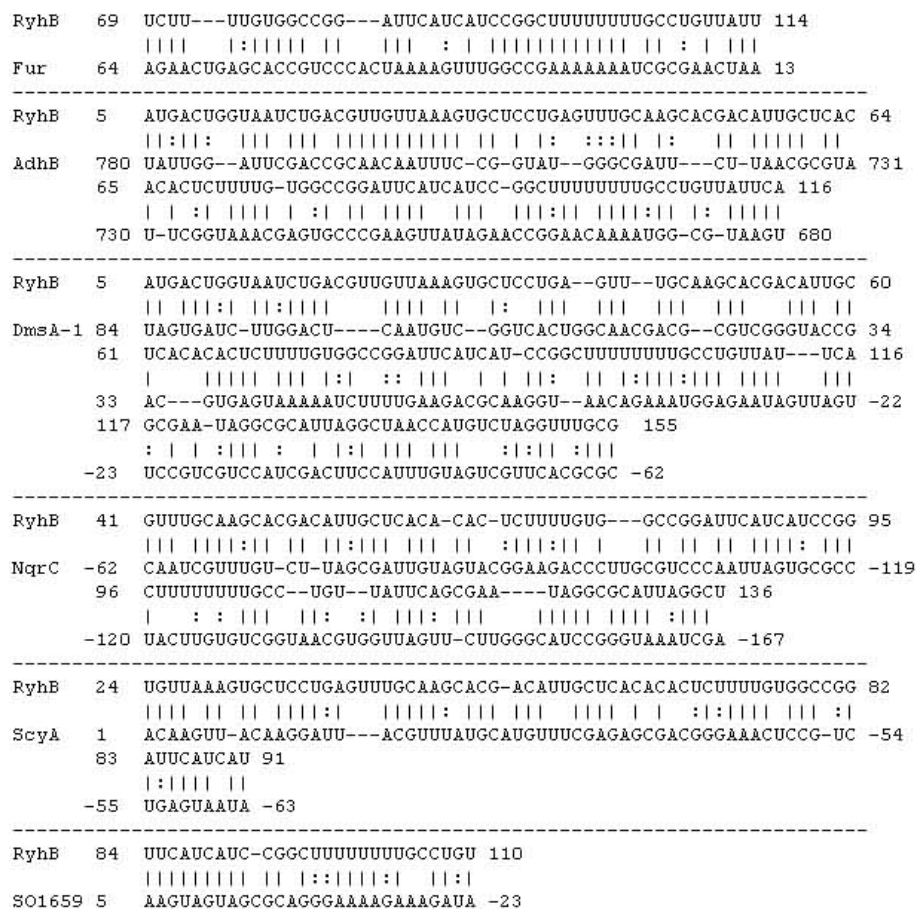 RyhB 69 UCUU---UUGUGGCCGG---AUUCAUCAUCCGGCUUUUUUUUGCCUGUUAUU 114
|||| |:||||| || ||| : | |||||||||||| || : | |||
Fur 64 AGAACUGAGCACCGUCCCACUAAAAGUUUGGCCGAAAAAAAUCGCGAACUAA 13
------------------------------------------------------------------------
RyhB 5 AUGACUGGUAAUCUGACGUUGUUAAAGUGCUCCUGAGUUUGCAAGCACGACAUUGCUCAC 64
||:||: ||| ||| ||||||||||| || | |: :::|| |: || ||||| ||
AdhB 780 UAUUGG--AUUCGACCGCAACAAUUUC-CG-GUAU-GGGCGAUU---CU-UAACGCGUA 731
65 ACACUCUUUUG-UGGCCGGAUUCAUCAUCC-GGCUUUUUUUUGCCUGUUAUUCA 116
| | :| |||| | :| || |||| ||| |||:||| ||||:|| |: |||||
730 U-UCGGUAAACGAGUGCCCGAAGUUAUAGAACCGGAACAAAAUGG-CG-UAAGU 680
------------------------------------------------------------------------
RyhB 5 AUGACUGGUAAUCUGACGUUGUUAAAGUGCUCCUGA--GUU--UGCAAGCACGACAUUGC 60
|| |||:| ||:|||| |||| || | |: ||| ||| ||| ||| ||| ||
DmsA-1 84 UAGUGAUC-UUGGACU----CAAUGUC--GGUCACUGGCAACGACG--CGUCGGGUACCG 34
61 UCACACACUCUUUUGUGGCCGGAUUCAUCAU-CCGGCUUUUUUUUGCCUGUUAU---UCA 116
| ||||| ||| |:| :: ||| | | ||: || |:|||:||| |||| |||
33 AC---GUGAGUAAAAAUCUUUUGAAGACGCAAGGU--AACAGAAAUGGAGAAUAGUUAGU -22
117 GCGAA-UAGGCGCAUUAGGCUAACCAUGUCUAGGUUUGCG 155
: | | ||| : | ||:||| ||||| ||| :|| |||
-23 UCCGUCGUCCAUCGACUUCCAUUUGUAGUCGUUCACGCGC -62
------------------------------------------------------------------------
RyhB 41 GUUUGCAAGCACGACAUUGCUCACA-CAC-UCUUUUGUG---GCCGGAUUCAUCAUCCGG 95
||| ||||:|| || ||:||| ||| || :|||:|| | || || ||||||: |||
NqrC -62 CAAUCGUUUGU-CU-UAGCGAUUGUAGUACGGAAGACCCUUGCGUCCCAAUUAGUGCGCC -119
96 CUUUUUUUUGCC--UGU--UAUUCAGCGAA----UAGGCGCAUUAGGCU 136
| : : ||| ||: :| :||||| ||||| |||| :|||
-120 UACUUGUGUCGGUAACGUGGUUAGUU-CUUGGGCAUCCGGGUAAAUCGA -167
------------------------------------------------------------------------
RyhB 24 UGUUAAAGUGCUCCUGAGUUUGCAAGCACG-ACAUUGCUCACACACUCUUUUGUGGCCGG 82
||||| || ||||:| |||||: ||| ||| |||| | | :|:|||| ||| :|
ScyA 1 ACAAGUU-ACAAGGAUU---ACGUUUAUGCAUGUUUCGAGAGCGACGGGAAACUCCG-UC -54
83 AUUCAUCAU 91
|:|||| ||
-55 UGAGUAAUA -63
------------------------------------------------------------------------
RyhB 84 UUCAUCAUC-CGGCUUUUUUUUGCCUGU 110
||||||||| || |::||||:| ||:|
SO1659 5 AAGUAGUAGCGCAGGGAAAAGAAAGAUA -23